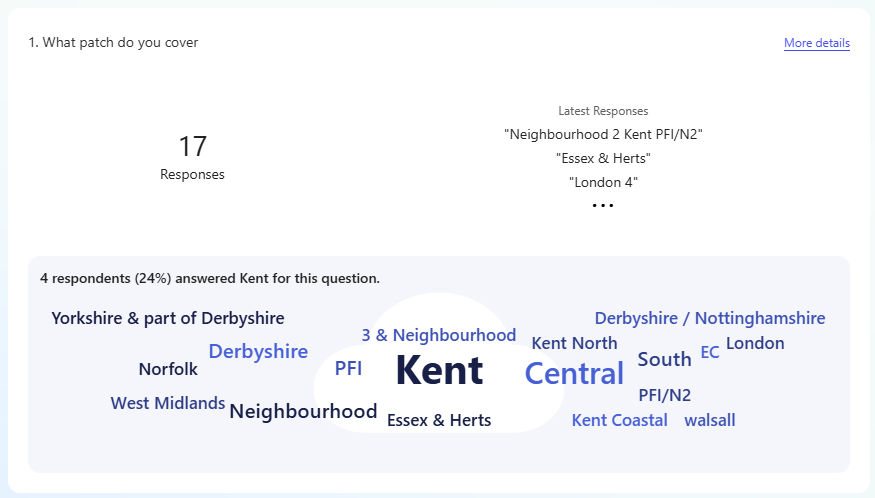 1. What patch do you cover
More details
17
Responses
Latest Responses
"Neighbourhood 2 Kent PFI/N2"
"Essex & Herts"
"London 4"
...
4 respondents (24%) answered Kent for this question.
Yorkshire & part of Derbyshire
Derbyshire / Nottinghamshire
3 & Neighbourhood
Kent North
London
Derbyshire
South
EC
Norfolk
PFI
Kent
Central
West Midlands
Neighbourhood
PFI/N2
Essex & Herts
Kent Coastal
walsall